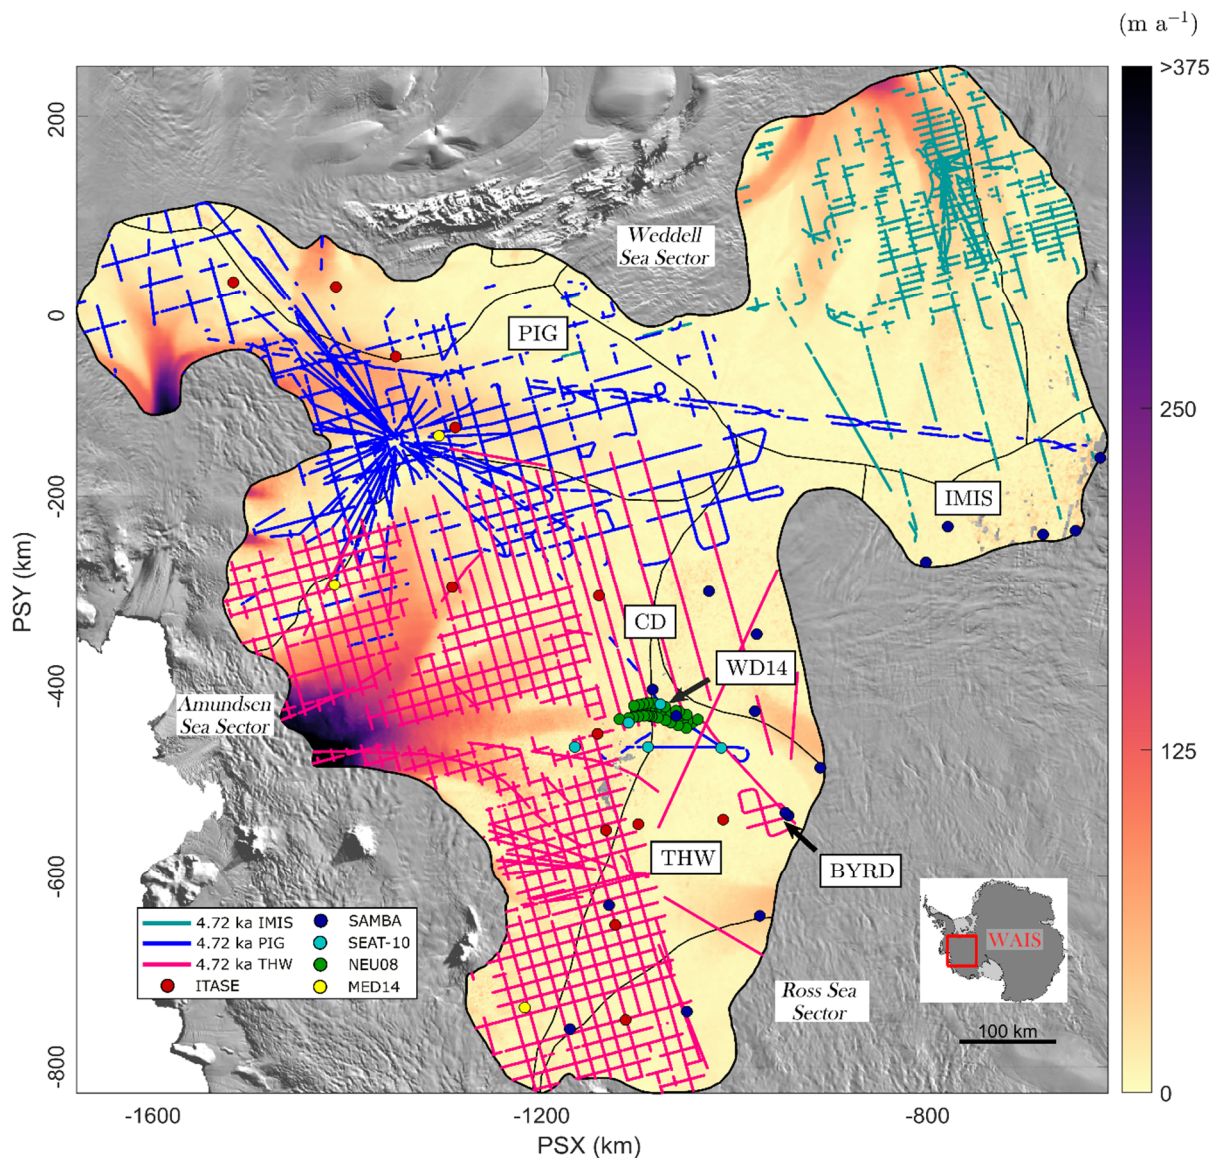 (m a⁻¹)
>375
250
125
0
200
0
-200
-400
-600
-800
PSY (km)
-1600
-1200
-800
PSX (km)
Weddell
Sea Sector
PIG
IMIS
CD
WD14
Amundsen
Sea Sector
THW
BYRD
4.72 ka IMIS
4.72 ka PIG
4.72 ka THW
ITASE
SAMBA
SEAT-10
NEU08
MED14
WAIS
Ross Sea
Sector
100 km